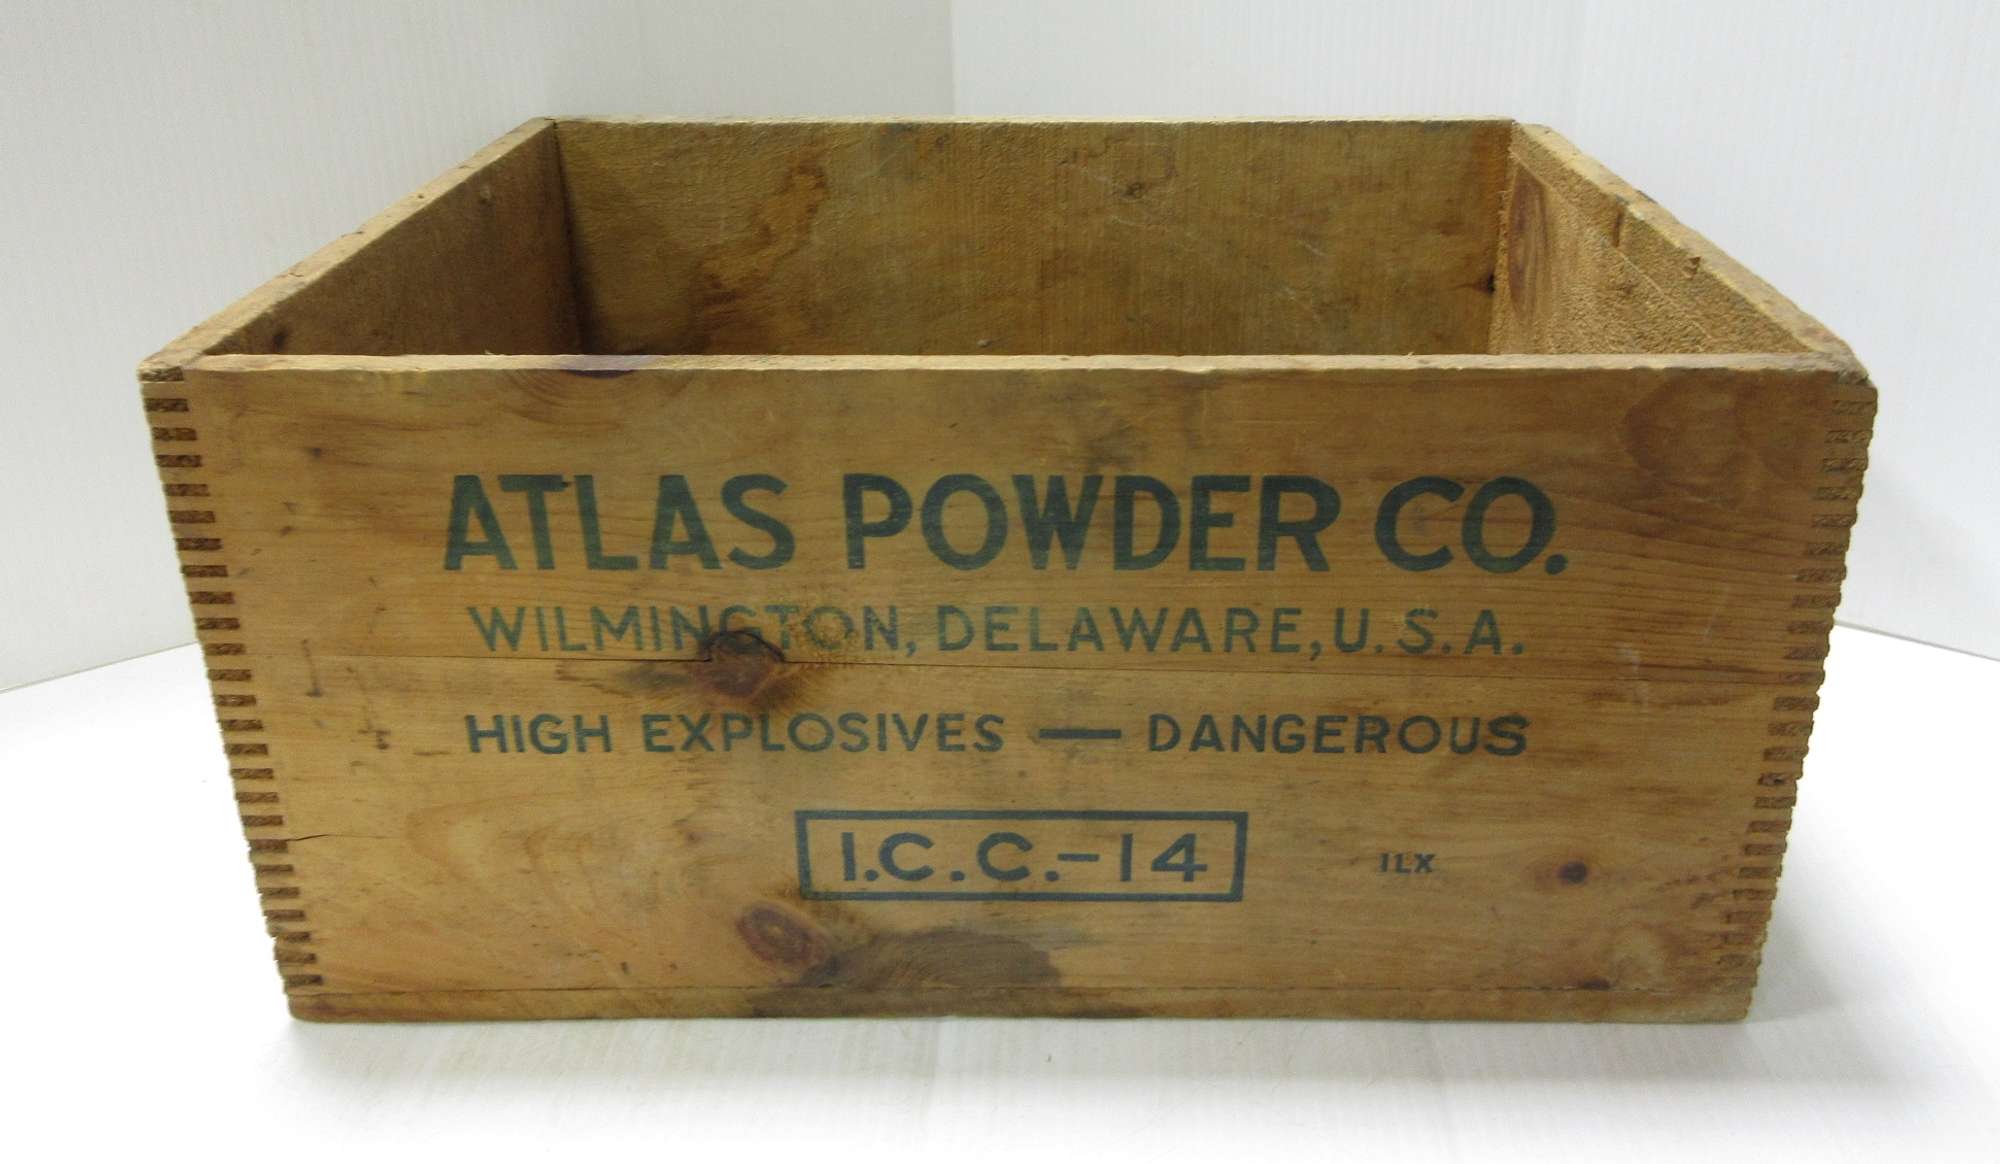 ATLAS POWDER CO.
WILMINGTON, DELAWARE, U.S.A.
HIGH EXPLOSIVES — DANGEROUS
I.C.C.-14 ILX